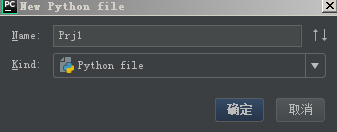 PC New Python file
Name: Prj1
Kind: Python file
确定 取消